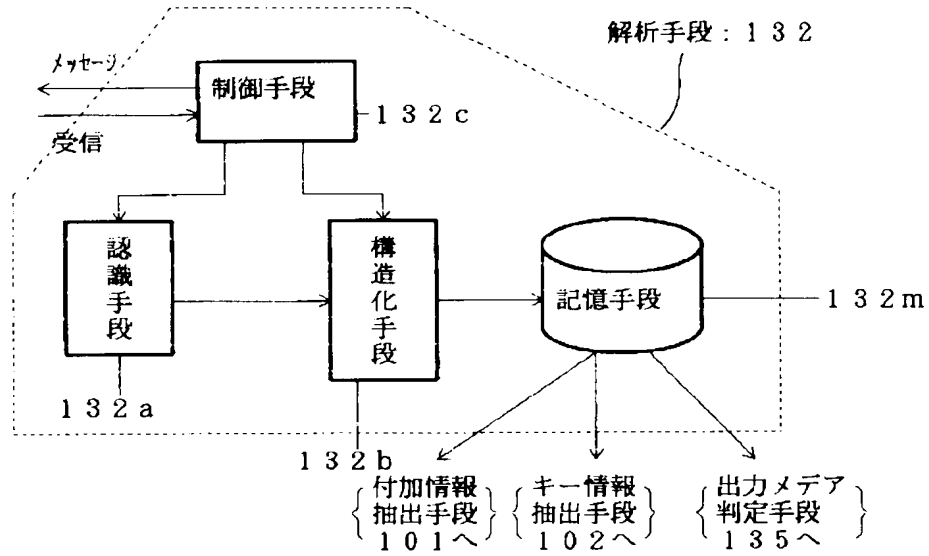 解析手段：１３２
メッセージ
制御手段
１３２ｃ
受信
認識手段
構造化手段
記憶手段
１３２ｍ
１３２ａ
１３２ｂ
付加情報
抽出手段
１０１へ
キー情報
抽出手段
１０２へ
出力メデア
判定手段
１３５へ